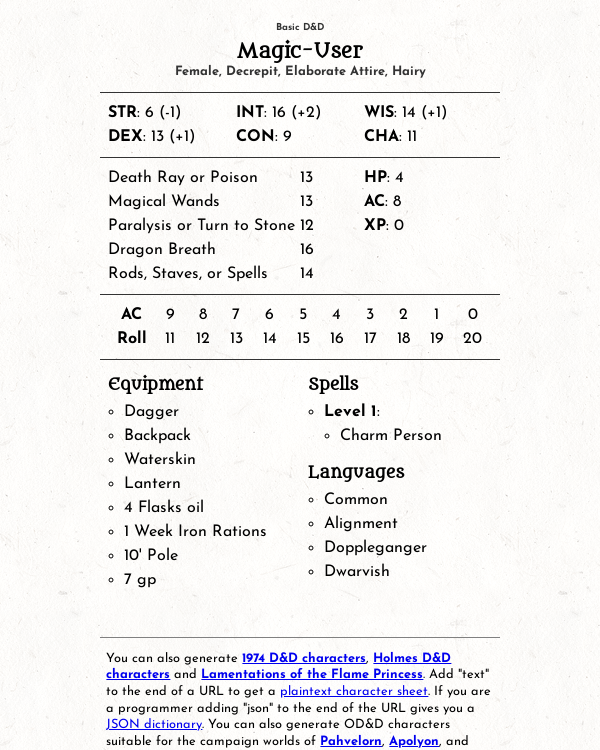 Basic D&D
Magic-User
Female, Decrepit, Elaborate Attire, Hairy
STR: 6 (-1) INT: 16 (+2) WIS: 14 (+1)
DEX: 13 (+1) CON: 9 CHA: 11
Death Ray or Poison 13 HP: 4
Magical Wands 13 AC: 8
Paralysis or Turn to Stone 12 XP: 0
Dragon Breath 16
Rods, Staves, or Spells 14
AC 9 8 7 6 5 4 3 2 1 0
Roll 11 12 13 14 15 16 17 18 19 20
Equipment
Dagger
Backpack
Waterskin
Lantern
4 Flasks oil
1 Week Iron Rations
10' Pole
7 gp
Spells
Level 1:
Charm Person
Languages
Common
Alignment
Doppleganger
Dwarvish
You can also generate 1974 D&D characters, Holmes D&D
characters and Lamentations of the Flame Princess. Add "text"
to the end of a URL to get a plaintext character sheet. If you are
a programmer adding "json" to the end of the URL gives you a
JSON dictionary. You can also generate OD&D characters
suitable for the campaign worlds of Pahvelorn, Apolyon, and